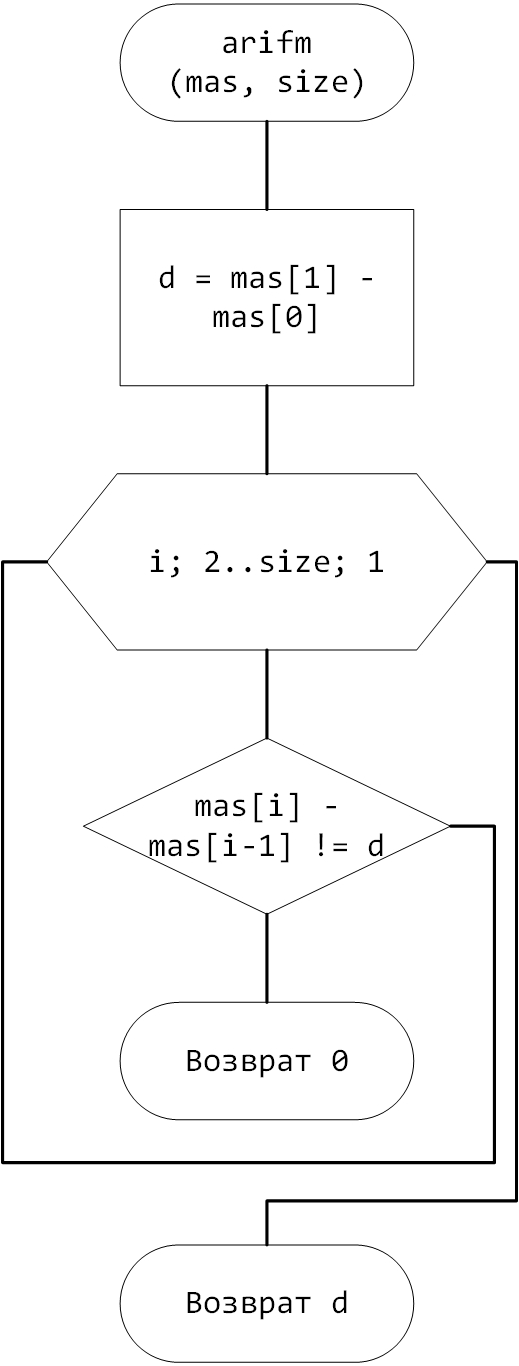 arifm
(mas, size)
d = mas[1] -
mas[0]
i; 2..size; 1
mas[i] -
mas[i-1] != d
Возврат 0
Возврат d